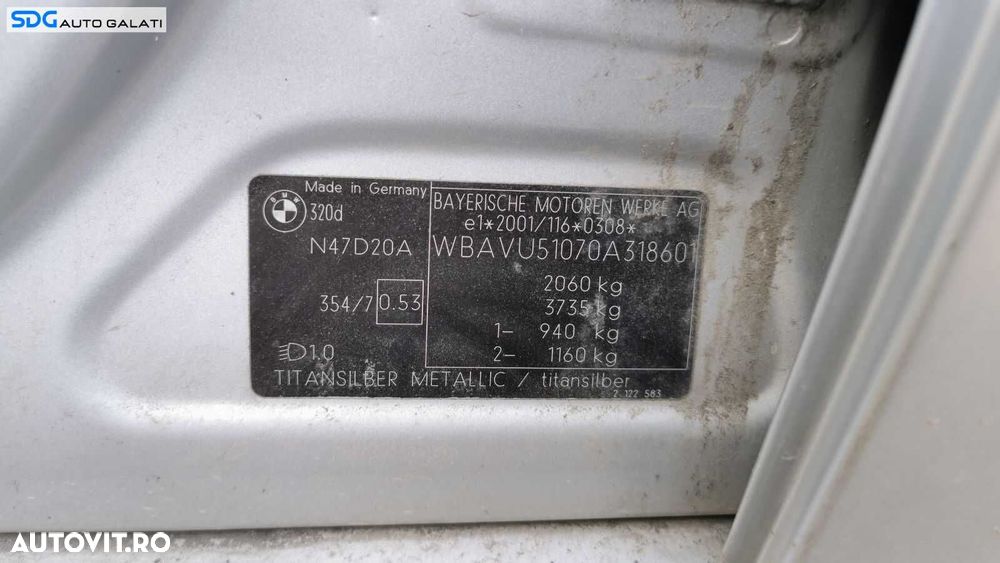 SDG AUTO GALATI
Made in Germany
BMW
320d
N47D20A
354/7 0.53
1.0
TITANSILBER METALLIC / titansilber
BAYERISCHE MOTOREN WERKE AG
e1*2001/116*0308*
WBAVU51070A318601
2060 kg
3735 kg
1- 940 kg
2- 1160 kg
2 122 583
AUTOVIT.RO